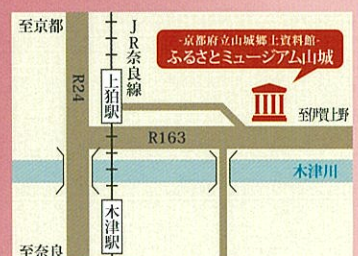 至京都
JR奈良線
-京都府立山城郷土資料館-
ふるさとミュージアム山城
R24
上狛駅
至伊賀上野
R163
木津川
木津駅
至奈良